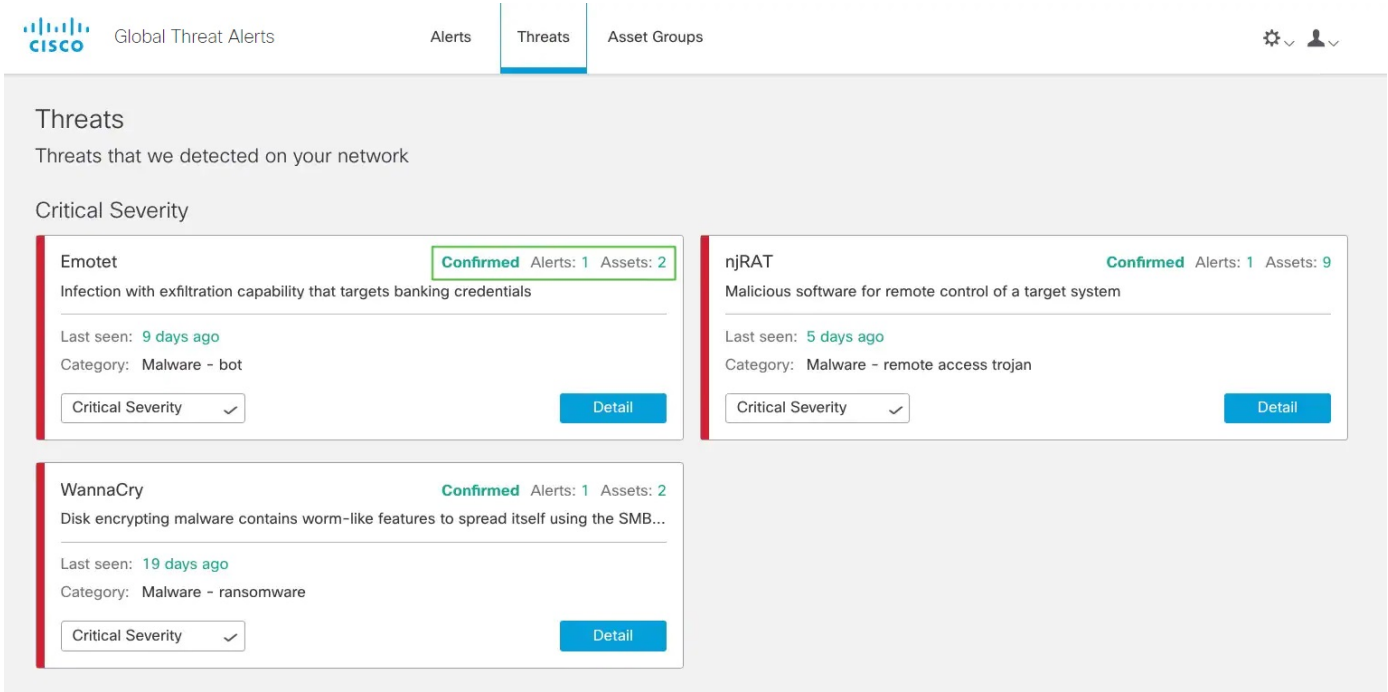 CISCO Global Threat Alerts Alerts Threats Asset Groups
Threats
Threats that we detected on your network
Critical Severity
Emotet Confirmed Alerts: 1 Assets: 2
Infection with exfiltration capability that targets banking credentials
Last seen: 9 days ago
Category: Malware - bot
Critical Severity Detail
njRAT Confirmed Alerts: 1 Assets: 9
Malicious software for remote control of a target system
Last seen: 5 days ago
Category: Malware - remote access trojan
Critical Severity Detail
WannaCry Confirmed Alerts: 1 Assets: 2
Disk encrypting malware contains worm-like features to spread itself using the SMB...
Last seen: 19 days ago
Category: Malware - ransomware
Critical Severity Detail